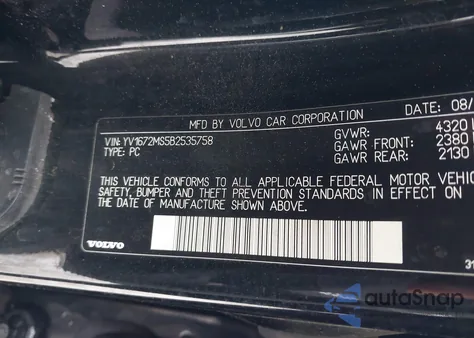 MFD. BY VOLVO CAR CORPORATION DATE: 08/
VIN: YV1672MS5B2535758 GVWR: 4320
TYPE: PC GAWR FRONT: 2380
GAWR REAR: 2130
THIS VEHICLE CONFORMS TO ALL APPLICABLE FEDERAL MOTOR VEHIC
SAFETY, BUMPER AND THEFT PREVENTION STANDARDS IN EFFECT ON
THE DATE OF MANUFACTURE SHOWN ABOVE.
VOLVO
31
autoSnap